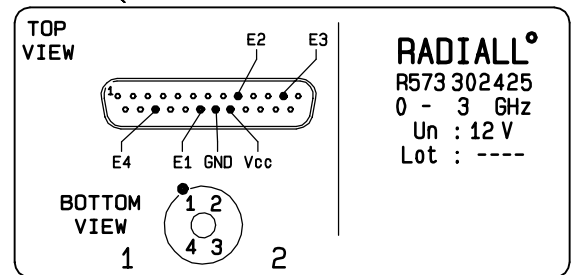 TOP
VIEW
E2
E3
1
E4
E1 GND Vcc
BOTTOM
VIEW
1 2
4 3
1
2
RADIALL°
R573 302425
0 - 3 GHz
Un : 12 V
Lot : ----